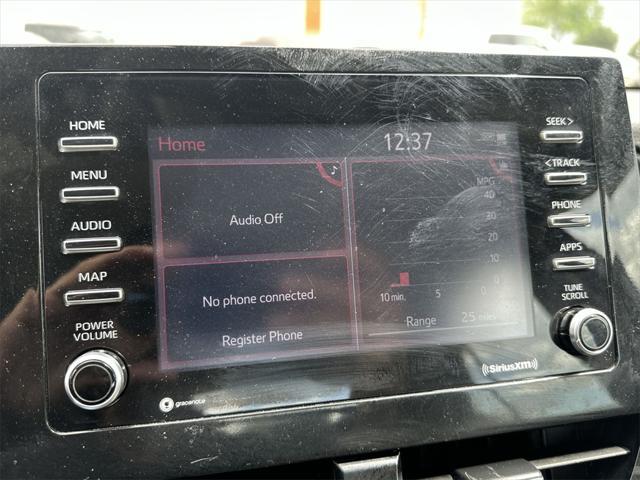 HOME
MENU
AUDIO
MAP
POWER
VOLUME
Home
12:37
Audio Off
No phone connected.
Register Phone
MPG
40
30
20
10
0
10 min.
5
0
Range
25 miles
SEEK >
< TRACK
PHONE
APPS
TUNE
SCROLL
gracenote
SiriusXM